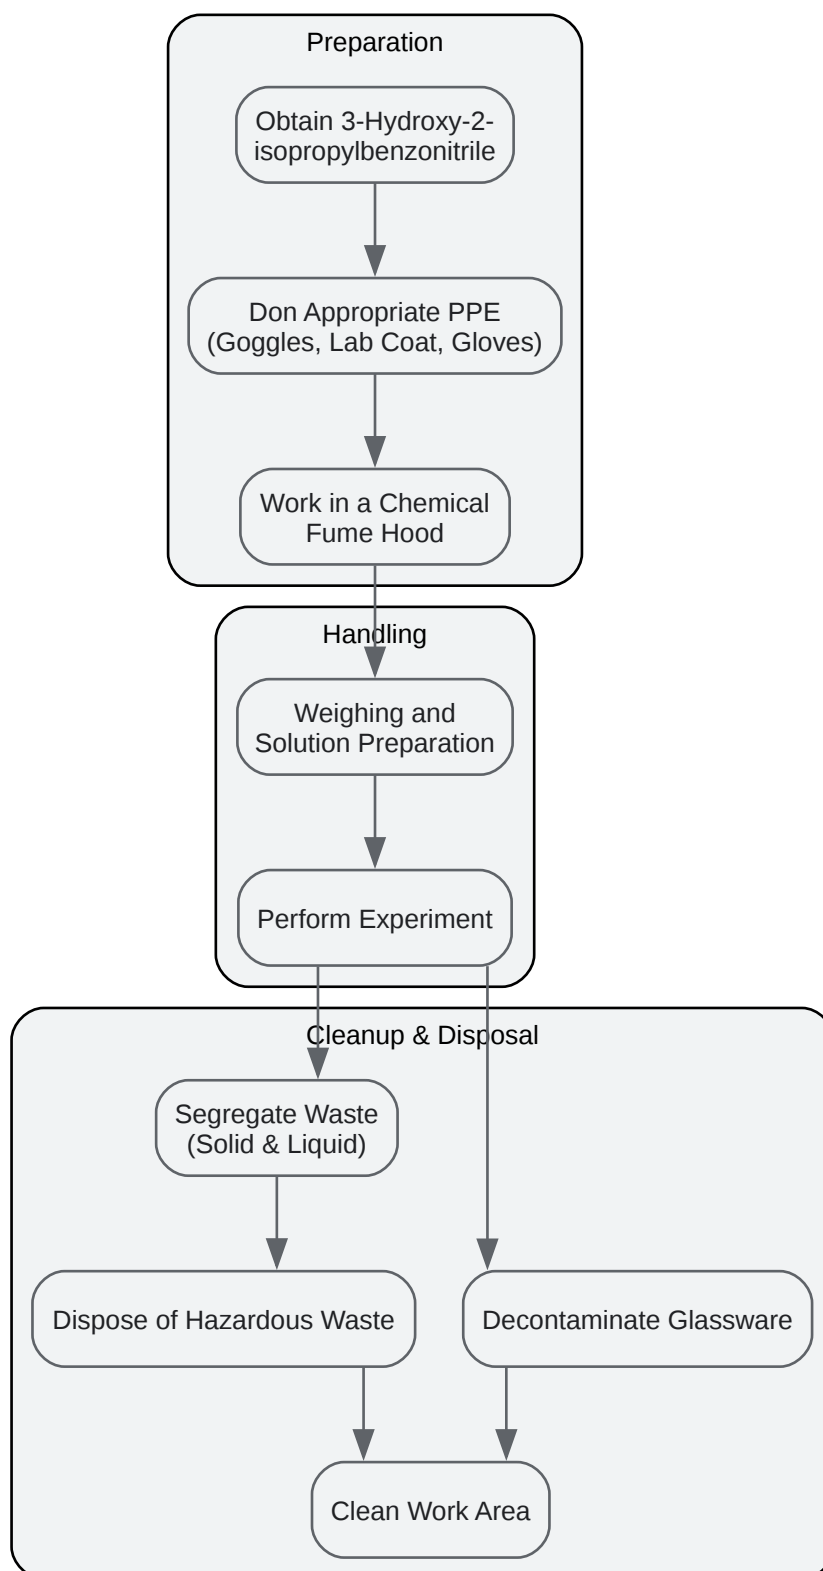 Preparation
Obtain 3-Hydroxy-2-
isopropylbenzonitrile
Don Appropriate PPE
(Goggles, Lab Coat, Gloves)
Work in a Chemical
Fume Hood
Handling
Weighing and
Solution Preparation
Perform Experiment
Cleanup & Disposal
Segregate Waste
(Solid & Liquid)
Dispose of Hazardous Waste
Decontaminate Glassware
Clean Work Area